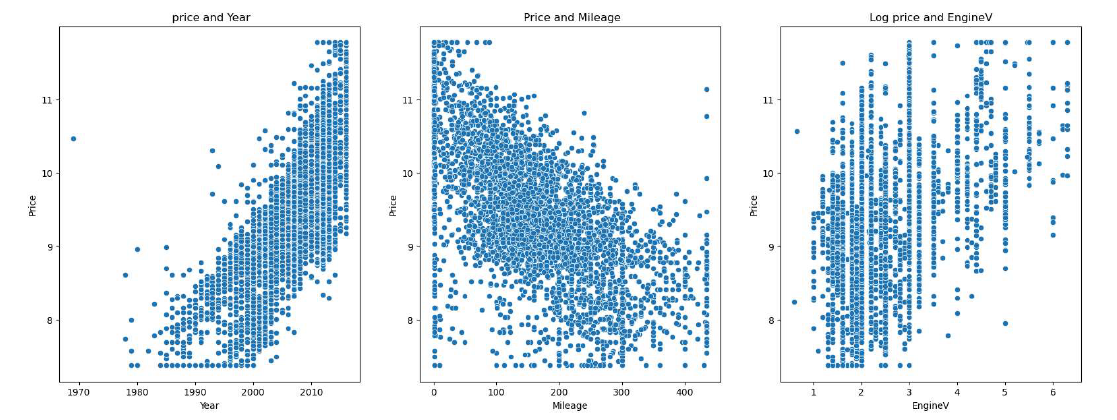 price and Year
Price
11
10
9
8
1970 1980 1990 2000 2010
Year
Price and Mileage
Price
11
10
9
8
0 100 200 300 400
Mileage
Log price and EngineV
Price
11
10
9
8
1 2 3 4 5 6
EngineV